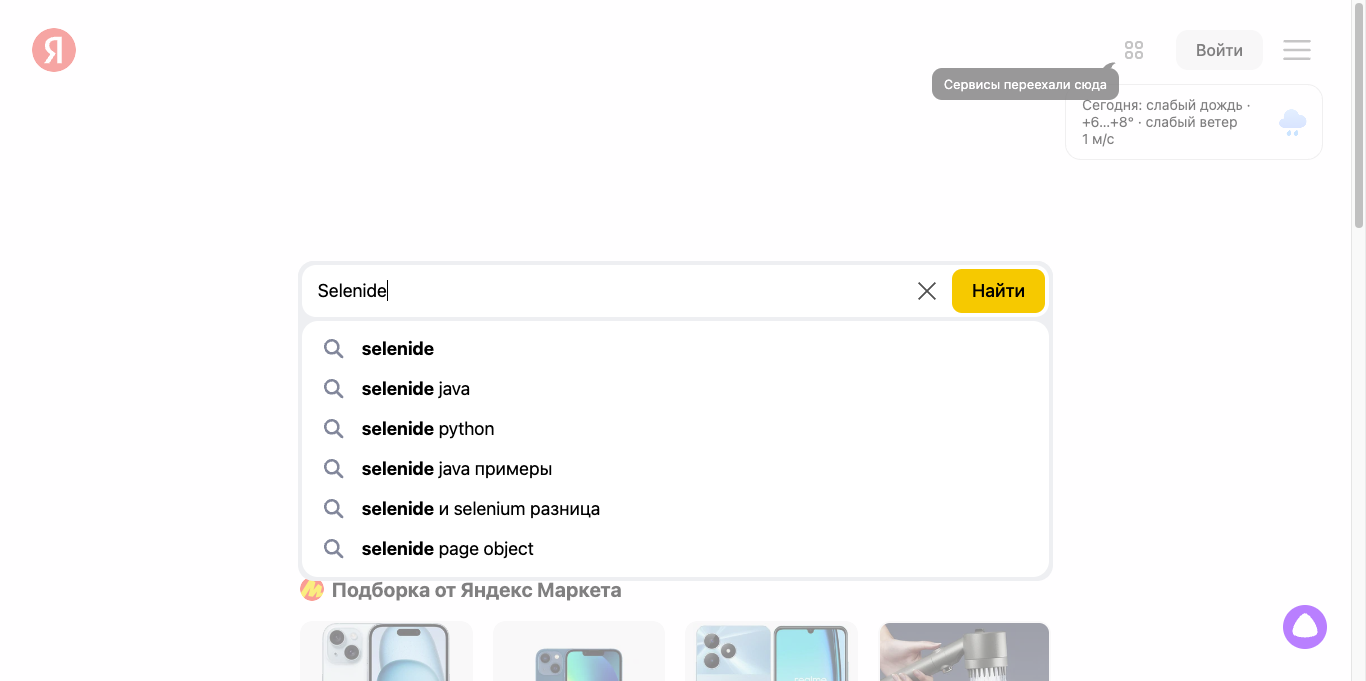 Я
Войти
Сервисы переехали сюда
Сегодня: слабый дождь ·
+6...+8° · слабый ветер
1 м/с
Selenide
Найти
selenide
selenide java
selenide python
selenide java примеры
selenide и selenium разница
selenide page object
Подборка от Яндекс Маркета
realme